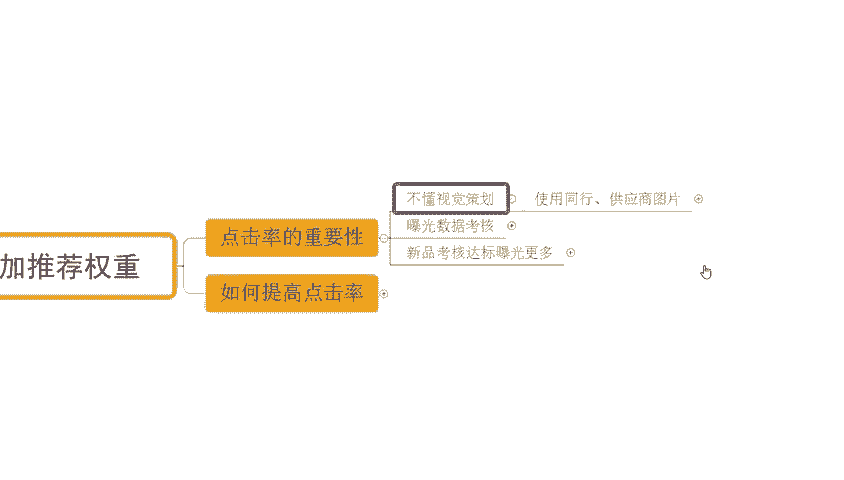 加推荐权重
点击率的重要性
不懂视觉策划
使用同行、供应商图片
曝光数据考核
新品考核达标曝光更多
如何提高点击率